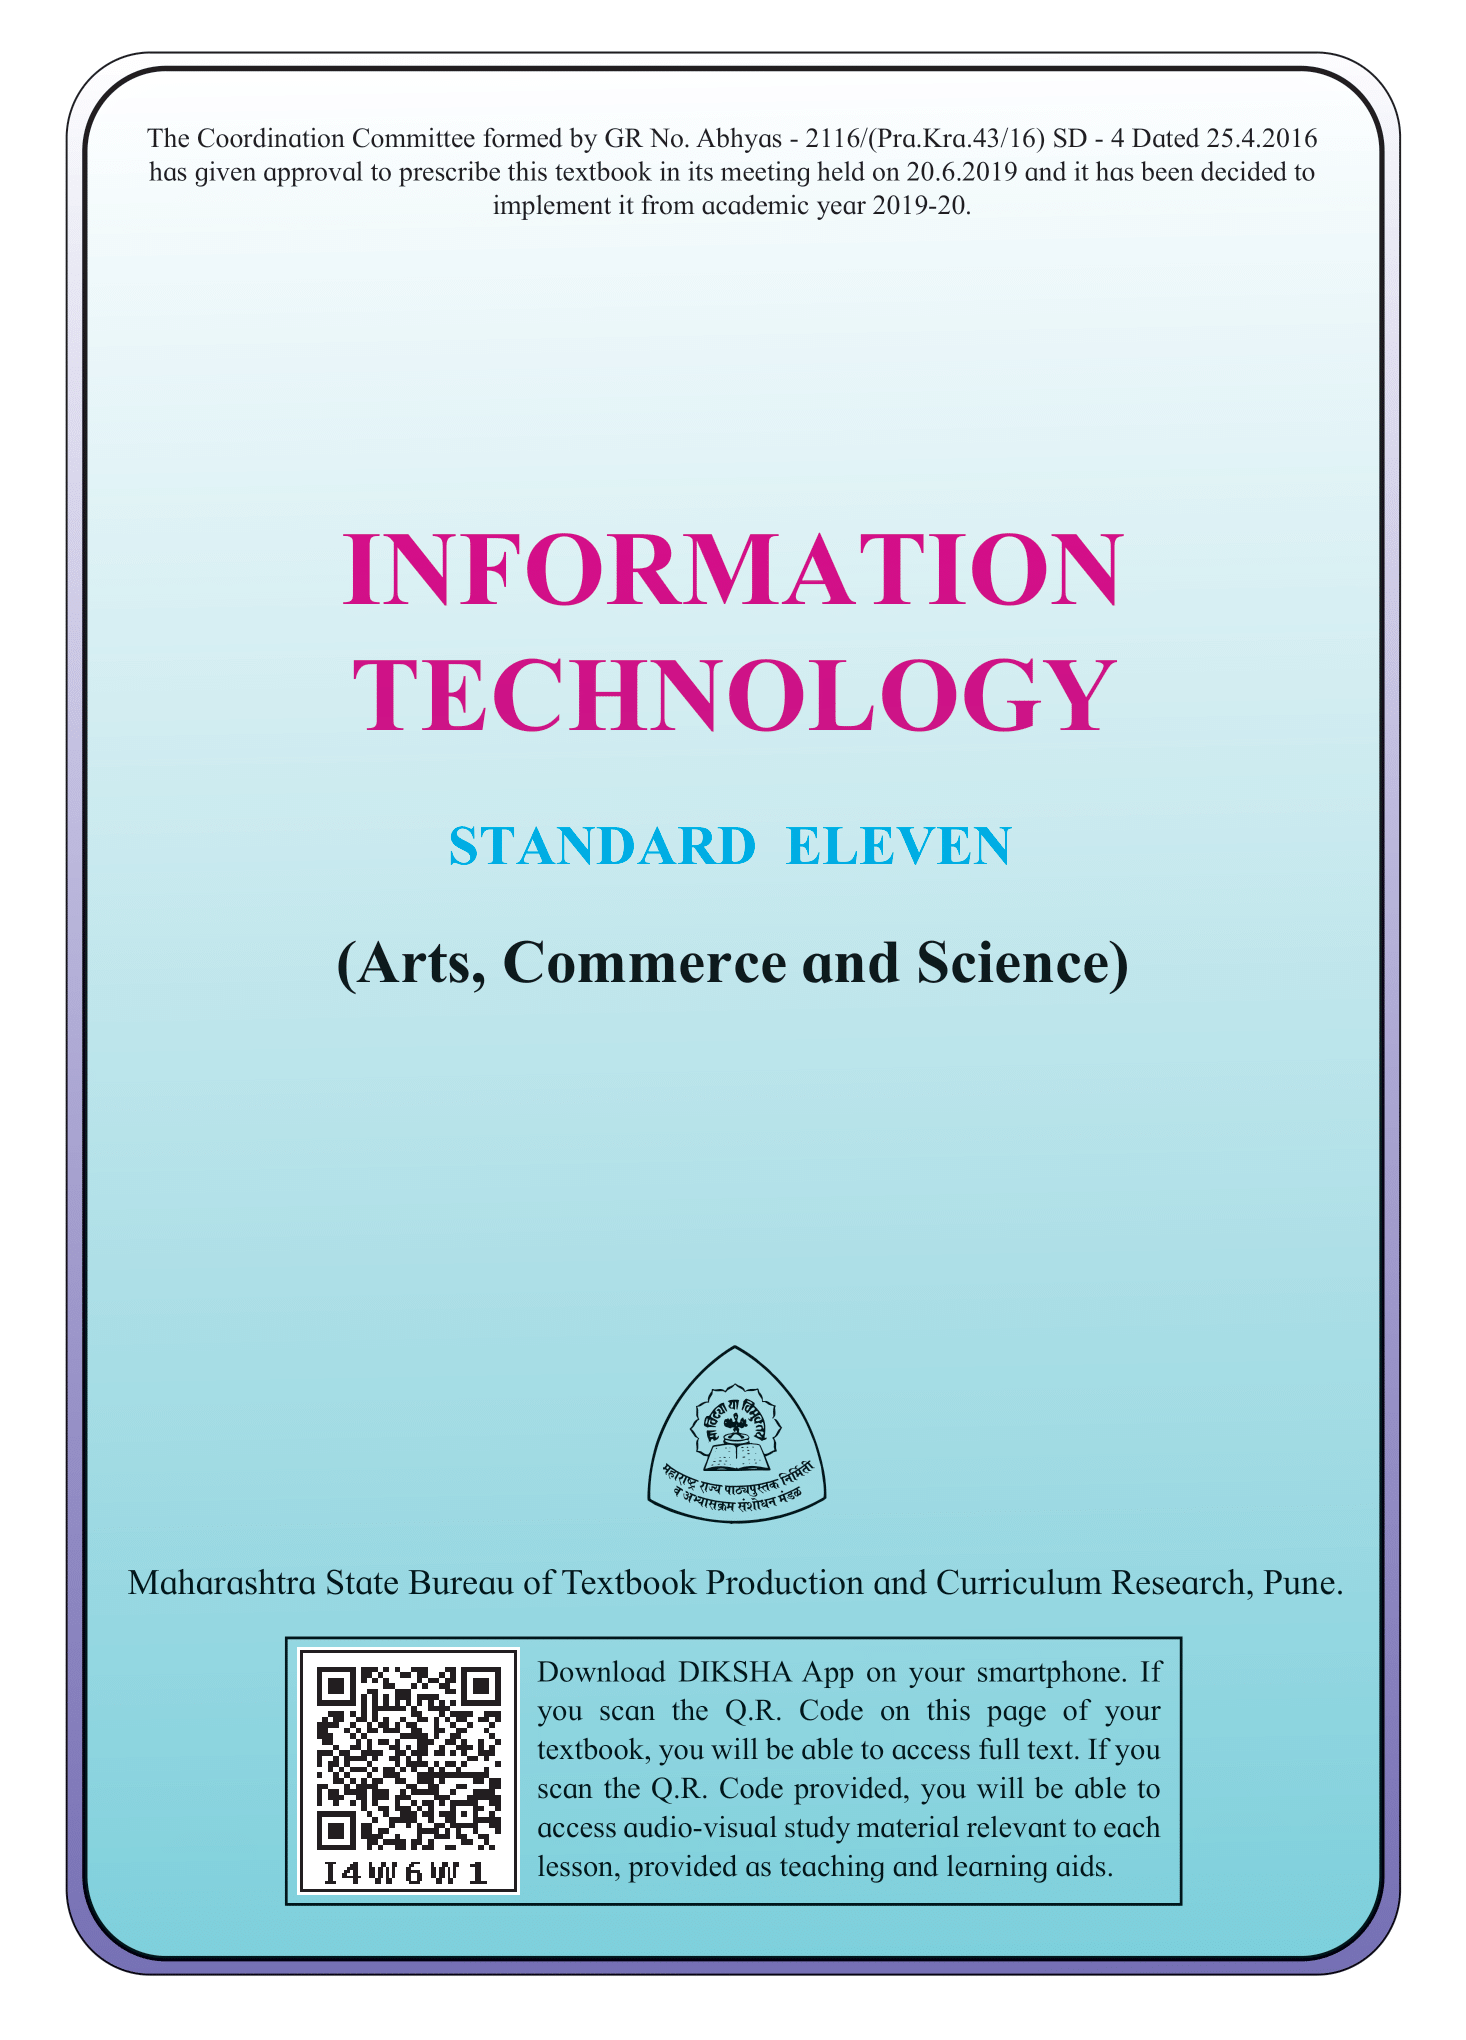 The Coordination Committee formed by GR No. Abhyas - 2116/(Pra.Kra.43/16) SD - 4 Dated 25.4.2016
has given approval to prescribe this textbook in its meeting held on 20.6.2019 and it has been decided to
implement it from academic year 2019-20.
INFORMATION
TECHNOLOGY
STANDARD ELEVEN
(Arts, Commerce and Science)
सा विद्या या विमुक्तये
महाराष्ट्र राज्य पाठ्यपुस्तक निर्मिती
व अभ्यासक्रम संशोधन मंडळ
Maharashtra State Bureau of Textbook Production and Curriculum Research, Pune.
Download DIKSHA App on your smartphone. If
you scan the Q.R. Code on this page of your
textbook, you will be able to access full text. If you
scan the Q.R. Code provided, you will be able to
access audio-visual study material relevant to each
lesson, provided as teaching and learning aids.
I4W6W1